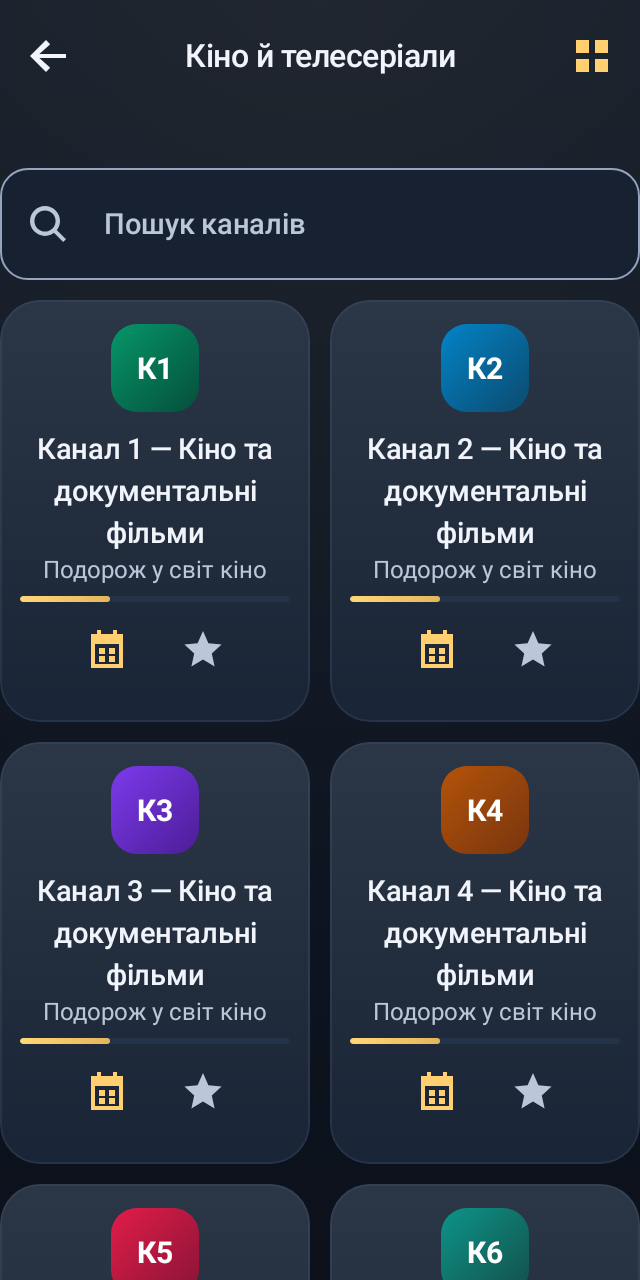 Кіно й телесеріали
Пошук каналів
К1
Канал 1 — Кіно та
документальні
фільми
Подорож у світ кіно
К2
Канал 2 — Кіно та
документальні
фільми
Подорож у світ кіно
К3
Канал 3 — Кіно та
документальні
фільми
Подорож у світ кіно
К4
Канал 4 — Кіно та
документальні
фільми
Подорож у світ кіно
К5
К6